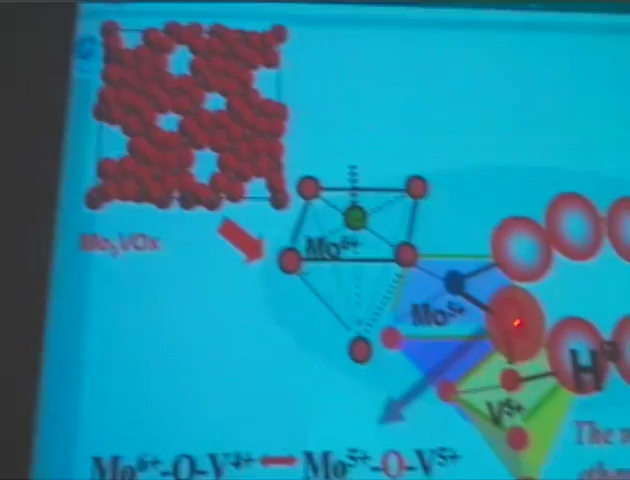 Mo₃VOx
Mo⁶⁺
Mo⁵⁺
H
V⁵⁺
The
Mo⁶⁺-O-V⁴⁺ ↔ Mo⁵⁺-O-V⁵⁺